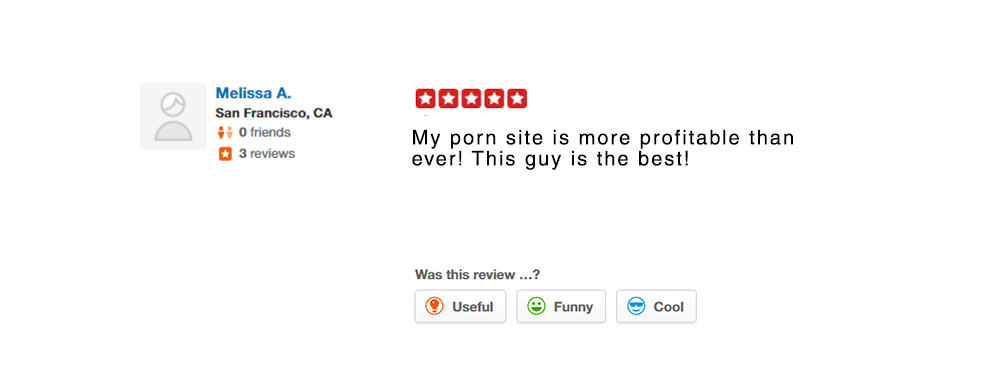 Melissa A.
San Francisco, CA
0 friends
3 reviews
My porn site is more profitable than
ever! This guy is the best!
Was this review ...?
Useful
Funny
Cool